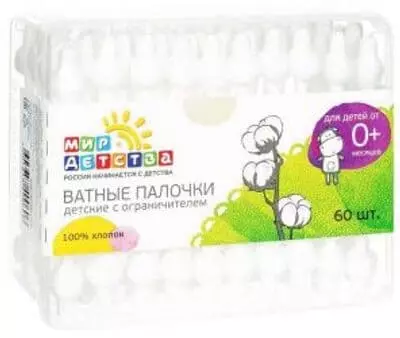 МИР
ДЕТСТВА
РОССИЯ НАЧИНАЕТСЯ С ДЕТСТВА
ВАТНЫЕ ПАЛОЧКИ
детские с ограничителем
100% хлопок
для детей от
0+
месяцев
60 шт.